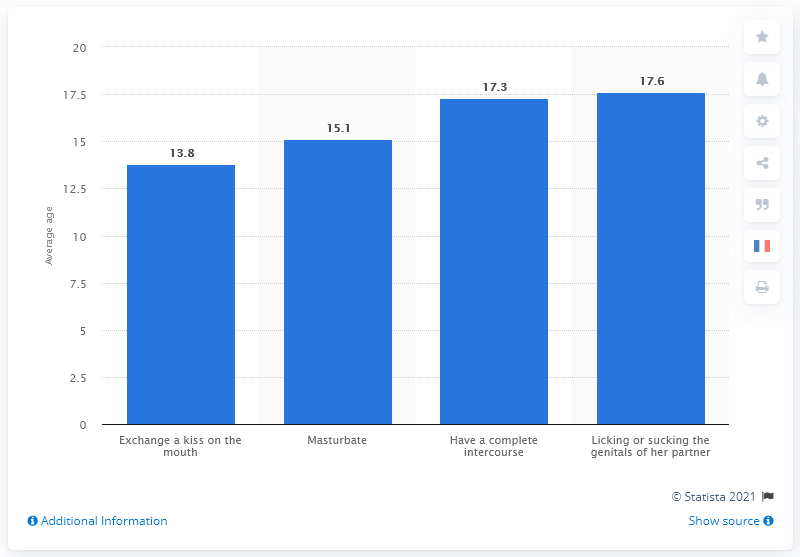 20
17.5
15
12.5
10
7.5
5
2.5
0
Average age
13.8
15.1
17.3
17.6
Exchange a kiss on the
mouth
Masturbate
Have a complete
intercourse
Licking or sucking the
genitals of her partner
© Statista 2021
Additional Information
Show source